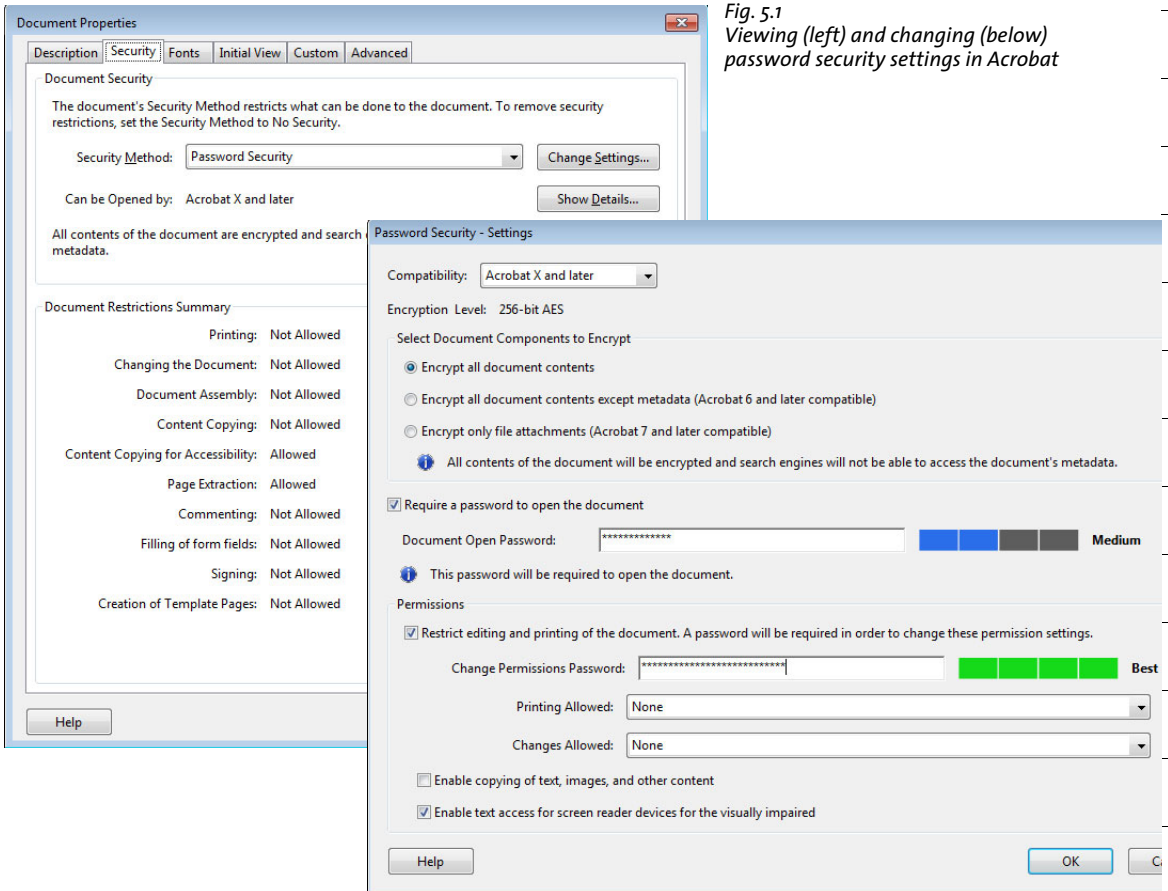 Fig. 5.1
Viewing (left) and changing (below)
password security settings in Acrobat
Document Properties
Description Security Fonts Initial View Custom Advanced
Document Security
The document's Security Method restricts what can be done to the document. To remove security
restrictions, set the Security Method to No Security.
Security Method: Password Security Change Settings...
Can be Opened by: Acrobat X and later Show Details...
All contents of the document are encrypted and search
metadata.
Document Restrictions Summary
Printing: Not Allowed
Changing the Document: Not Allowed
Document Assembly: Not Allowed
Content Copying: Not Allowed
Content Copying for Accessibility: Allowed
Page Extraction: Allowed
Commenting: Not Allowed
Filling of form fields: Not Allowed
Signing: Not Allowed
Creation of Template Pages: Not Allowed
Help
Password Security - Settings
Compatibility: Acrobat X and later
Encryption Level: 256-bit AES
Select Document Components to Encrypt
Encrypt all document contents
Encrypt all document contents except metadata (Acrobat 6 and later compatible)
Encrypt only file attachments (Acrobat 7 and later compatible)
All contents of the document will be encrypted and search engines will not be able to access the document's metadata.
Require a password to open the document
Document Open Password: ************* Medium
This password will be required to open the document.
Permissions
Restrict editing and printing of the document. A password will be required in order to change these permission settings.
Change Permissions Password: *************************** Best
Printing Allowed: None
Changes Allowed: None
Enable copying of text, images, and other content
Enable text access for screen reader devices for the visually impaired
Help OK